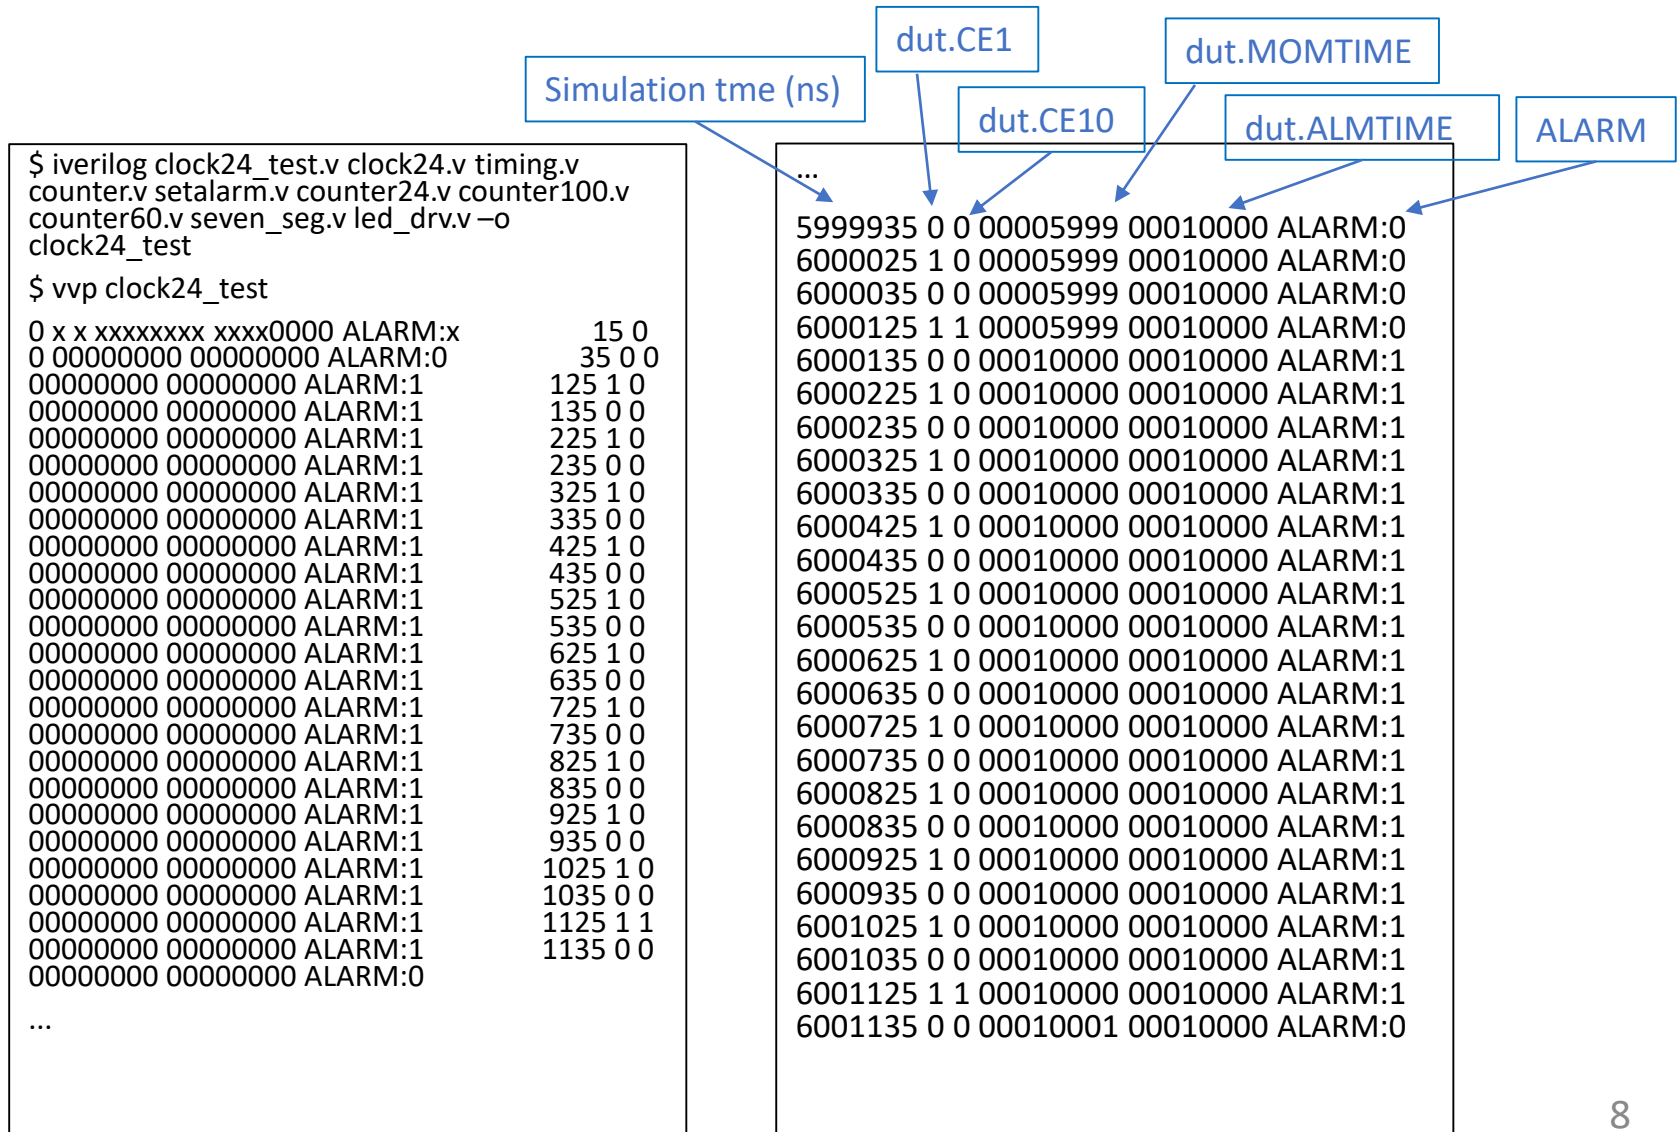 dut.CE1
dut.MOMTIME
Simulation tme (ns)
dut.CE10
dut.ALMTIME
ALARM
$ iverilog clock24_test.v clock24.v timing.v
counter.v setalarm.v counter24.v counter100.v
counter60.v seven_seg.v led_drv.v –o
clock24_test
$ vvp clock24_test
0 x x xxxxxxxx xxxx0000 ALARM:x 15 0
0 00000000 00000000 ALARM:0 35 0 0
00000000 00000000 ALARM:1 125 1 0
00000000 00000000 ALARM:1 135 0 0
00000000 00000000 ALARM:1 225 1 0
00000000 00000000 ALARM:1 235 0 0
00000000 00000000 ALARM:1 325 1 0
00000000 00000000 ALARM:1 335 0 0
00000000 00000000 ALARM:1 425 1 0
00000000 00000000 ALARM:1 435 0 0
00000000 00000000 ALARM:1 525 1 0
00000000 00000000 ALARM:1 535 0 0
00000000 00000000 ALARM:1 625 1 0
00000000 00000000 ALARM:1 635 0 0
00000000 00000000 ALARM:1 725 1 0
00000000 00000000 ALARM:1 735 0 0
00000000 00000000 ALARM:1 825 1 0
00000000 00000000 ALARM:1 835 0 0
00000000 00000000 ALARM:1 925 1 0
00000000 00000000 ALARM:1 935 0 0
00000000 00000000 ALARM:1 1025 1 0
00000000 00000000 ALARM:1 1035 0 0
00000000 00000000 ALARM:1 1125 1 1
00000000 00000000 ALARM:1 1135 0 0
00000000 00000000 ALARM:0
...
...
5999935 0 0 00005999 00010000 ALARM:0
6000025 1 0 00005999 00010000 ALARM:0
6000035 0 0 00005999 00010000 ALARM:0
6000125 1 1 00005999 00010000 ALARM:0
6000135 0 0 00010000 00010000 ALARM:1
6000225 1 0 00010000 00010000 ALARM:1
6000235 0 0 00010000 00010000 ALARM:1
6000325 1 0 00010000 00010000 ALARM:1
6000335 0 0 00010000 00010000 ALARM:1
6000425 1 0 00010000 00010000 ALARM:1
6000435 0 0 00010000 00010000 ALARM:1
6000525 1 0 00010000 00010000 ALARM:1
6000535 0 0 00010000 00010000 ALARM:1
6000625 1 0 00010000 00010000 ALARM:1
6000635 0 0 00010000 00010000 ALARM:1
6000725 1 0 00010000 00010000 ALARM:1
6000735 0 0 00010000 00010000 ALARM:1
6000825 1 0 00010000 00010000 ALARM:1
6000835 0 0 00010000 00010000 ALARM:1
6000925 1 0 00010000 00010000 ALARM:1
6000935 0 0 00010000 00010000 ALARM:1
6001025 1 0 00010000 00010000 ALARM:1
6001035 0 0 00010000 00010000 ALARM:1
6001125 1 1 00010000 00010000 ALARM:1
6001135 0 0 00010001 00010000 ALARM:0
8